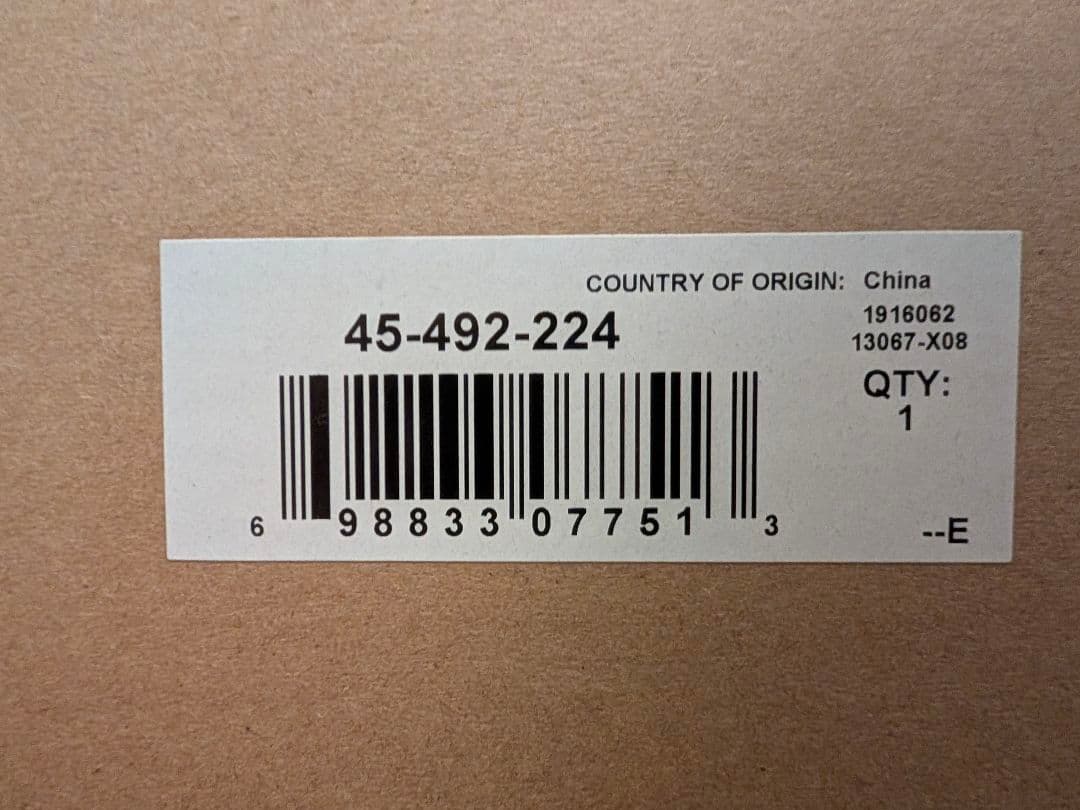 COUNTRY OF ORIGIN: China
1916062
45-492-224
13067-X08
QTY:
1
6 98833 07751 3
--E